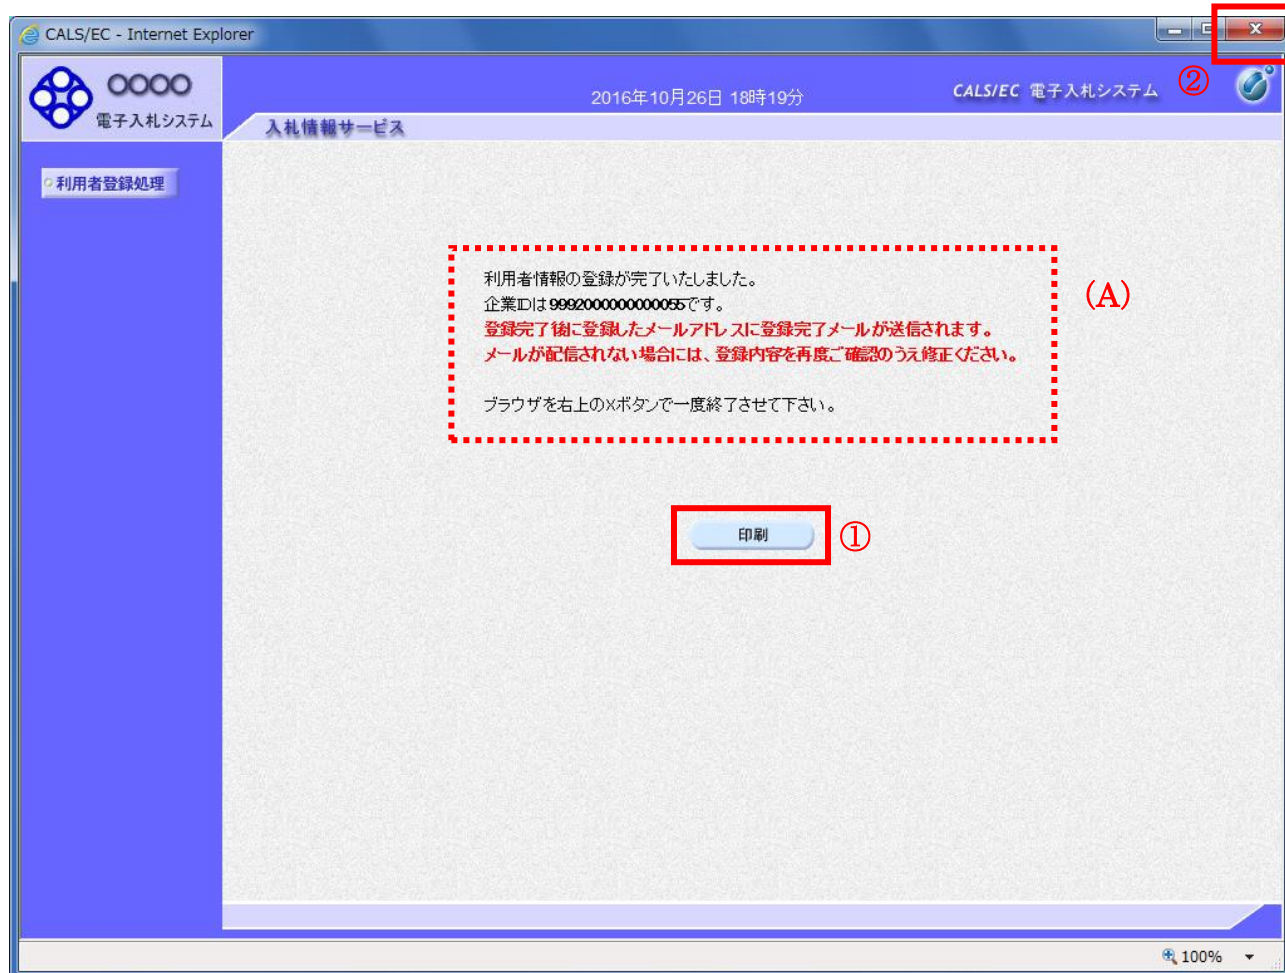 CALS/EC - Internet Explorer
②
〇〇〇〇
電子入札システム
2016年10月26日 18時19分
CALS/EC 電子入札システム
入札情報サービス
利用者登録処理
利用者情報の登録が完了いたしました。
企業IDは9992000000000055です。
登録完了後に登録したメールアドレスに登録完了メールが送信されます。
メールが配信されない場合には、登録内容を再度ご確認のうえ修正ください。
ブラウザを右上の×ボタンで一度終了させて下さい。
(A)
印刷
①
100%